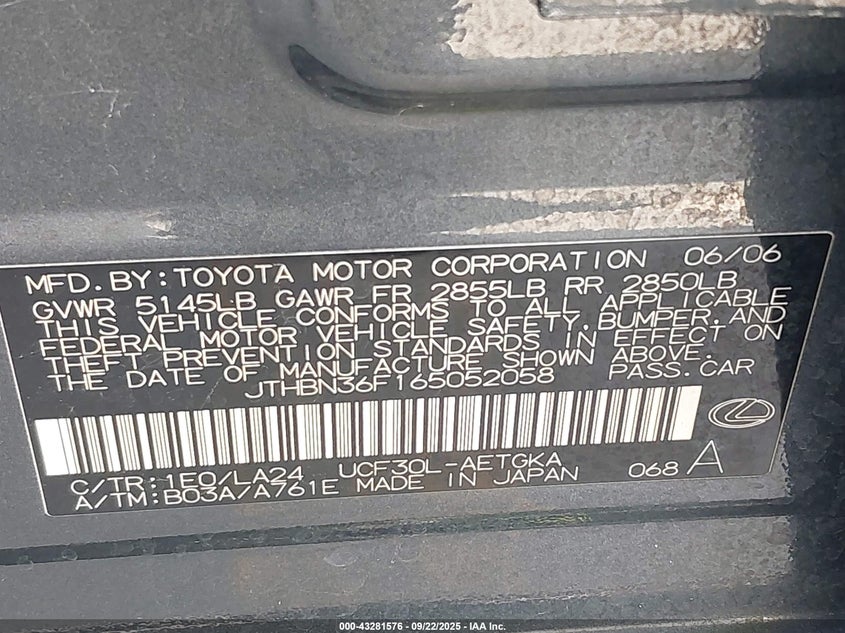 MFD. BY: TOYOTA MOTOR CORPORATION 06/06
GVWR 5145LB GAWR FR 2855LB RR 2850LB
THIS VEHICLE CONFORMS TO ALL APPLICABLE
FEDERAL MOTOR VEHICLE SAFETY, BUMPER, AND
THEFT PREVENTION STANDARDS IN EFFECT ON
THE DATE OF MANUFACTURE SHOWN ABOVE.
JTHBN36F165052058 PASS. CAR
C/TR: 1E0/LA24 UCF30L-AETGKA
A/TM: B03A/A761E MADE IN JAPAN 068 A
000-43281576 - 09/22/2025 - IAA Inc.